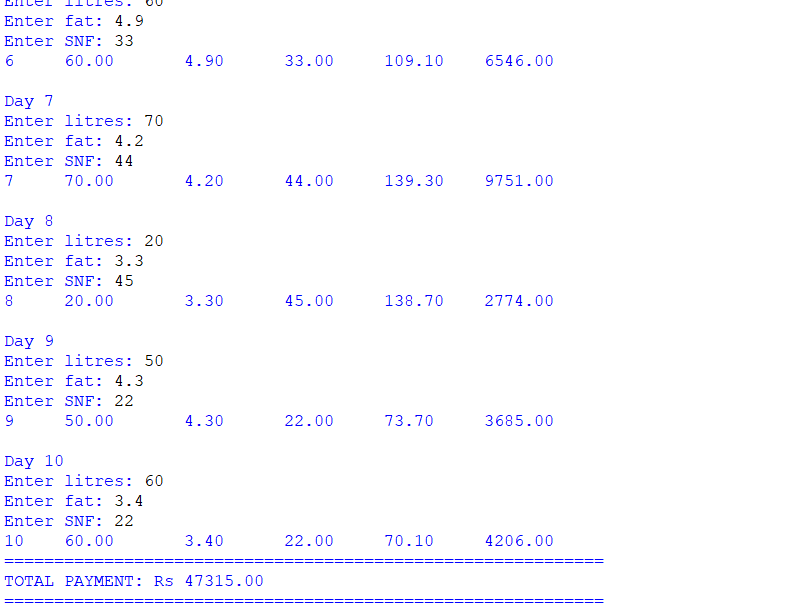 Enter litres: 60
Enter fat: 4.9
Enter SNF: 33
6 60.00 4.90 33.00 109.10 6546.00
Day 7
Enter litres: 70
Enter fat: 4.2
Enter SNF: 44
7 70.00 4.20 44.00 139.30 9751.00
Day 8
Enter litres: 20
Enter fat: 3.3
Enter SNF: 45
8 20.00 3.30 45.00 138.70 2774.00
Day 9
Enter litres: 50
Enter fat: 4.3
Enter SNF: 22
9 50.00 4.30 22.00 73.70 3685.00
Day 10
Enter litres: 60
Enter fat: 3.4
Enter SNF: 22
10 60.00 3.40 22.00 70.10 4206.00
============================================================
TOTAL PAYMENT: Rs 47315.00
============================================================